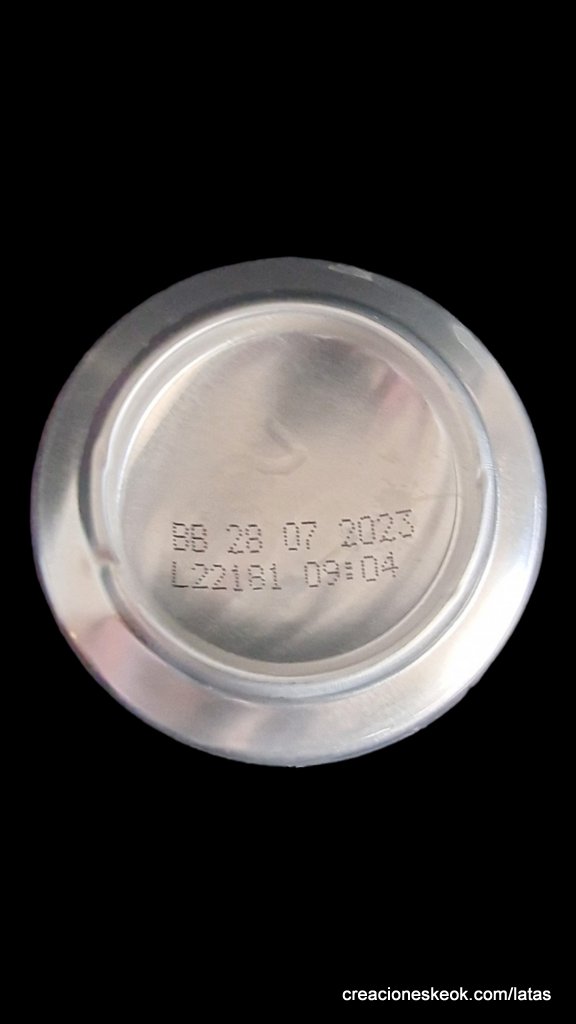 BB 28 07 2023
L22181 09:04
creacioneskeok.com/latas